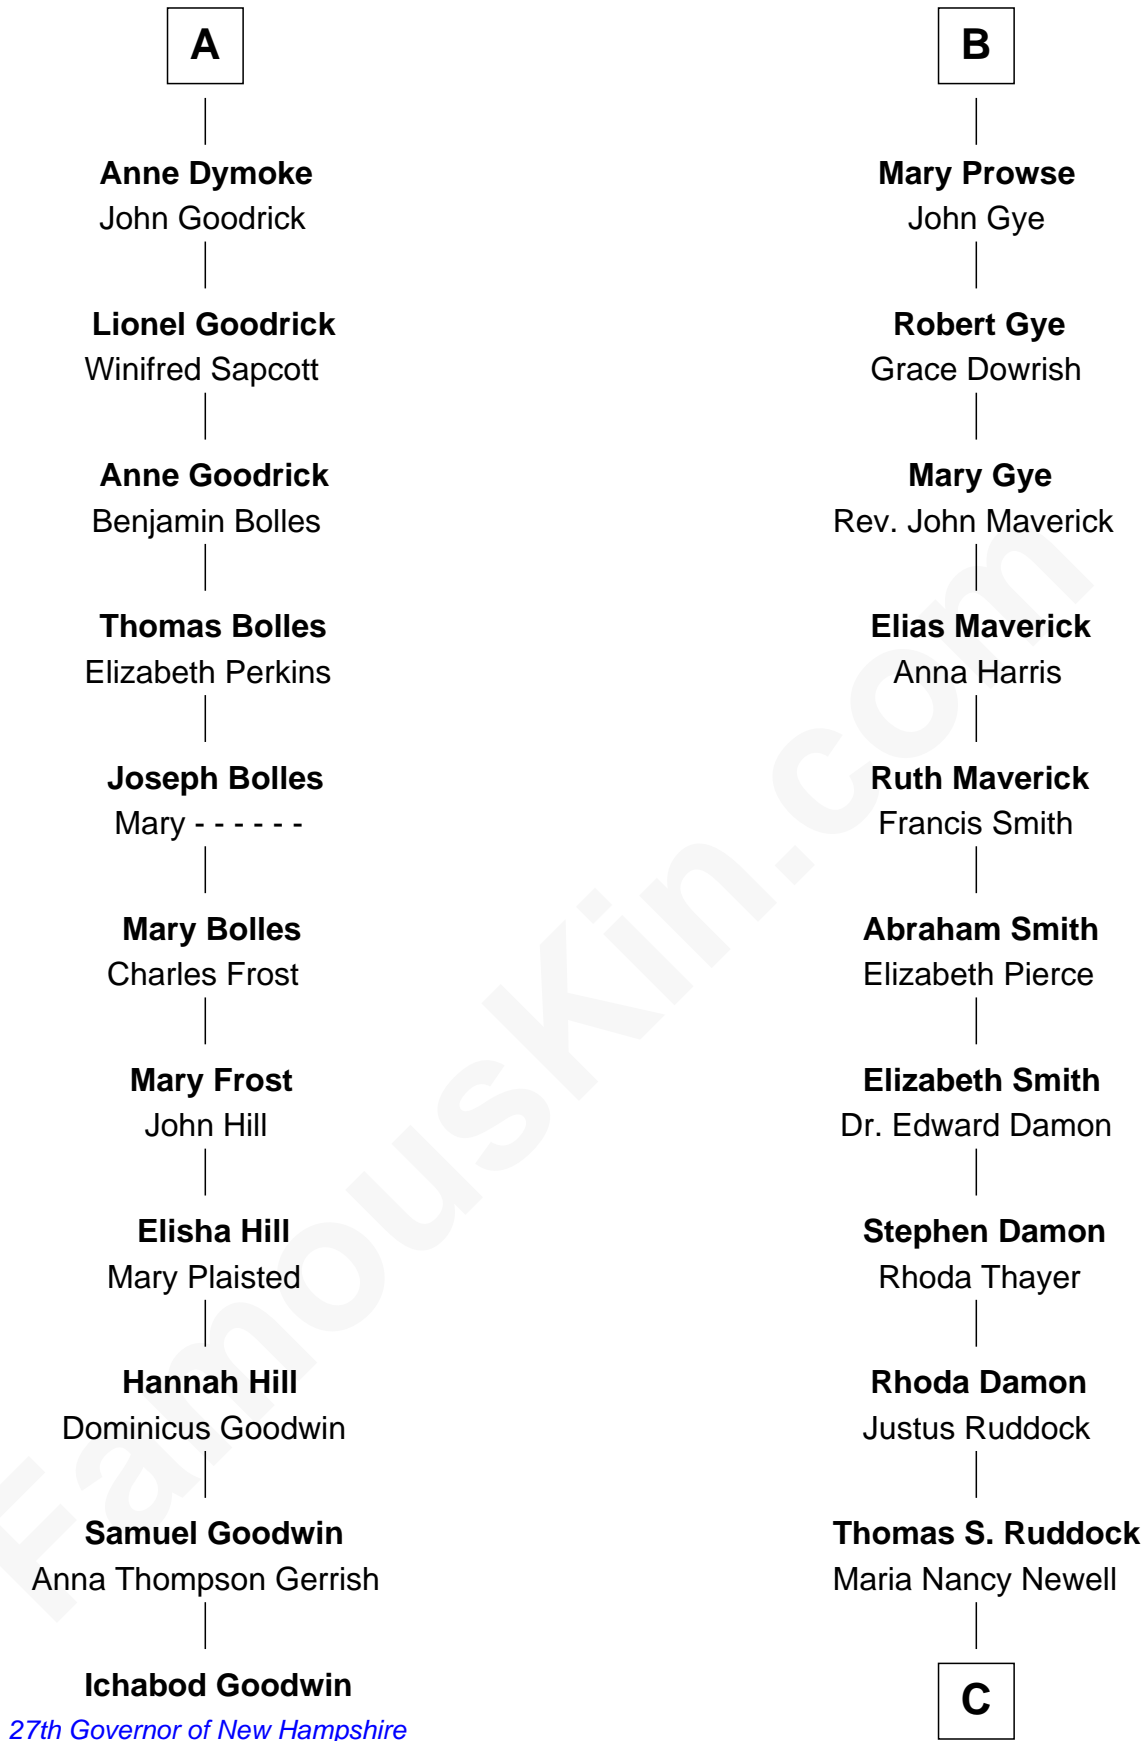 A
Anne Dymoke
John Goodrick
Lionel Goodrick
Winifred Sapcott
Anne Goodrick
Benjamin Bolles
Thomas Bolles
Elizabeth Perkins
Joseph Bolles
Mary - - - - - -
Mary Bolles
Charles Frost
Mary Frost
John Hill
Elisha Hill
Mary Plaisted
Hannah Hill
Dominicus Goodwin
Samuel Goodwin
Anna Thompson Gerrish
Ichabod Goodwin
27th Governor of New Hampshire
B
Mary Prowse
John Gye
Robert Gye
Grace Dowrish
Mary Gye
Rev. John Maverick
Elias Maverick
Anna Harris
Ruth Maverick
Francis Smith
Abraham Smith
Elizabeth Pierce
Elizabeth Smith
Dr. Edward Damon
Stephen Damon
Rhoda Thayer
Rhoda Damon
Justus Ruddock
Thomas S. Ruddock
Maria Nancy Newell
C
FamousKin.com